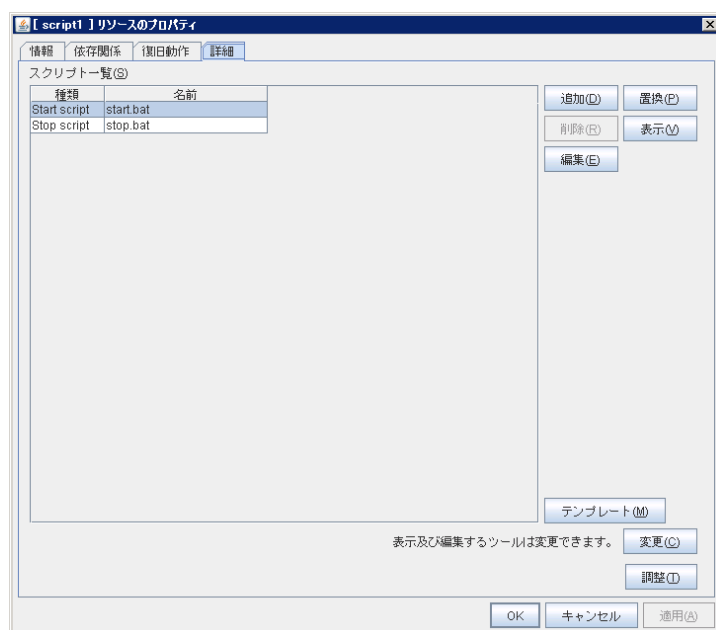 [ script1 ] リソースのプロパティ
情報 依存関係 復旧動作 詳細
スクリプト一覧(S)
種類 名前
Start script start.bat
Stop script stop.bat
追加(D) 置換(P)
削除(R) 表示(V)
編集(E)
テンプレート(M)
表示及び編集するツールは変更できます。 変更(C)
調整(T)
OK キャンセル 適用(A)